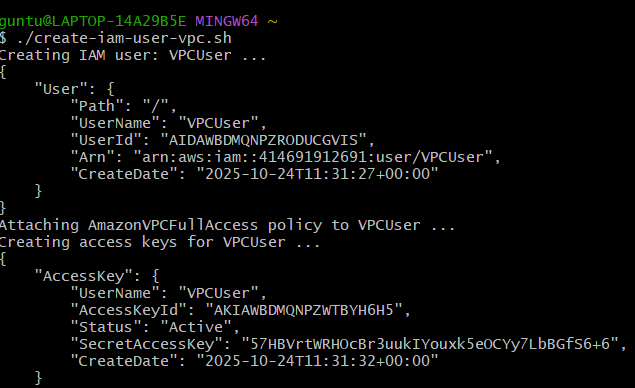 guntu@LAPTOP-14A29B5E MINGW64 ~
$ ./create-iam-user-vpc.sh
Creating IAM user: VPCUser ...
{
    "User": {
        "Path": "/",
        "UserName": "VPCUser",
        "UserId": "AIDAWBDMQNPZRODUCGVIS",
        "Arn": "arn:aws:iam::414691912691:user/VPCUser",
        "CreateDate": "2025-10-24T11:31:27+00:00"
    }
}
Attaching AmazonVPCFullAccess policy to VPCUser ...
Creating access keys for VPCUser ...
{
    "AccessKey": {
        "UserName": "VPCUser",
        "AccessKeyId": "AKIAWBDMQNPZWTBYH6H5",
        "Status": "Active",
        "SecretAccessKey": "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",
        "CreateDate": "2025-10-24T11:31:32+00:00"
    }